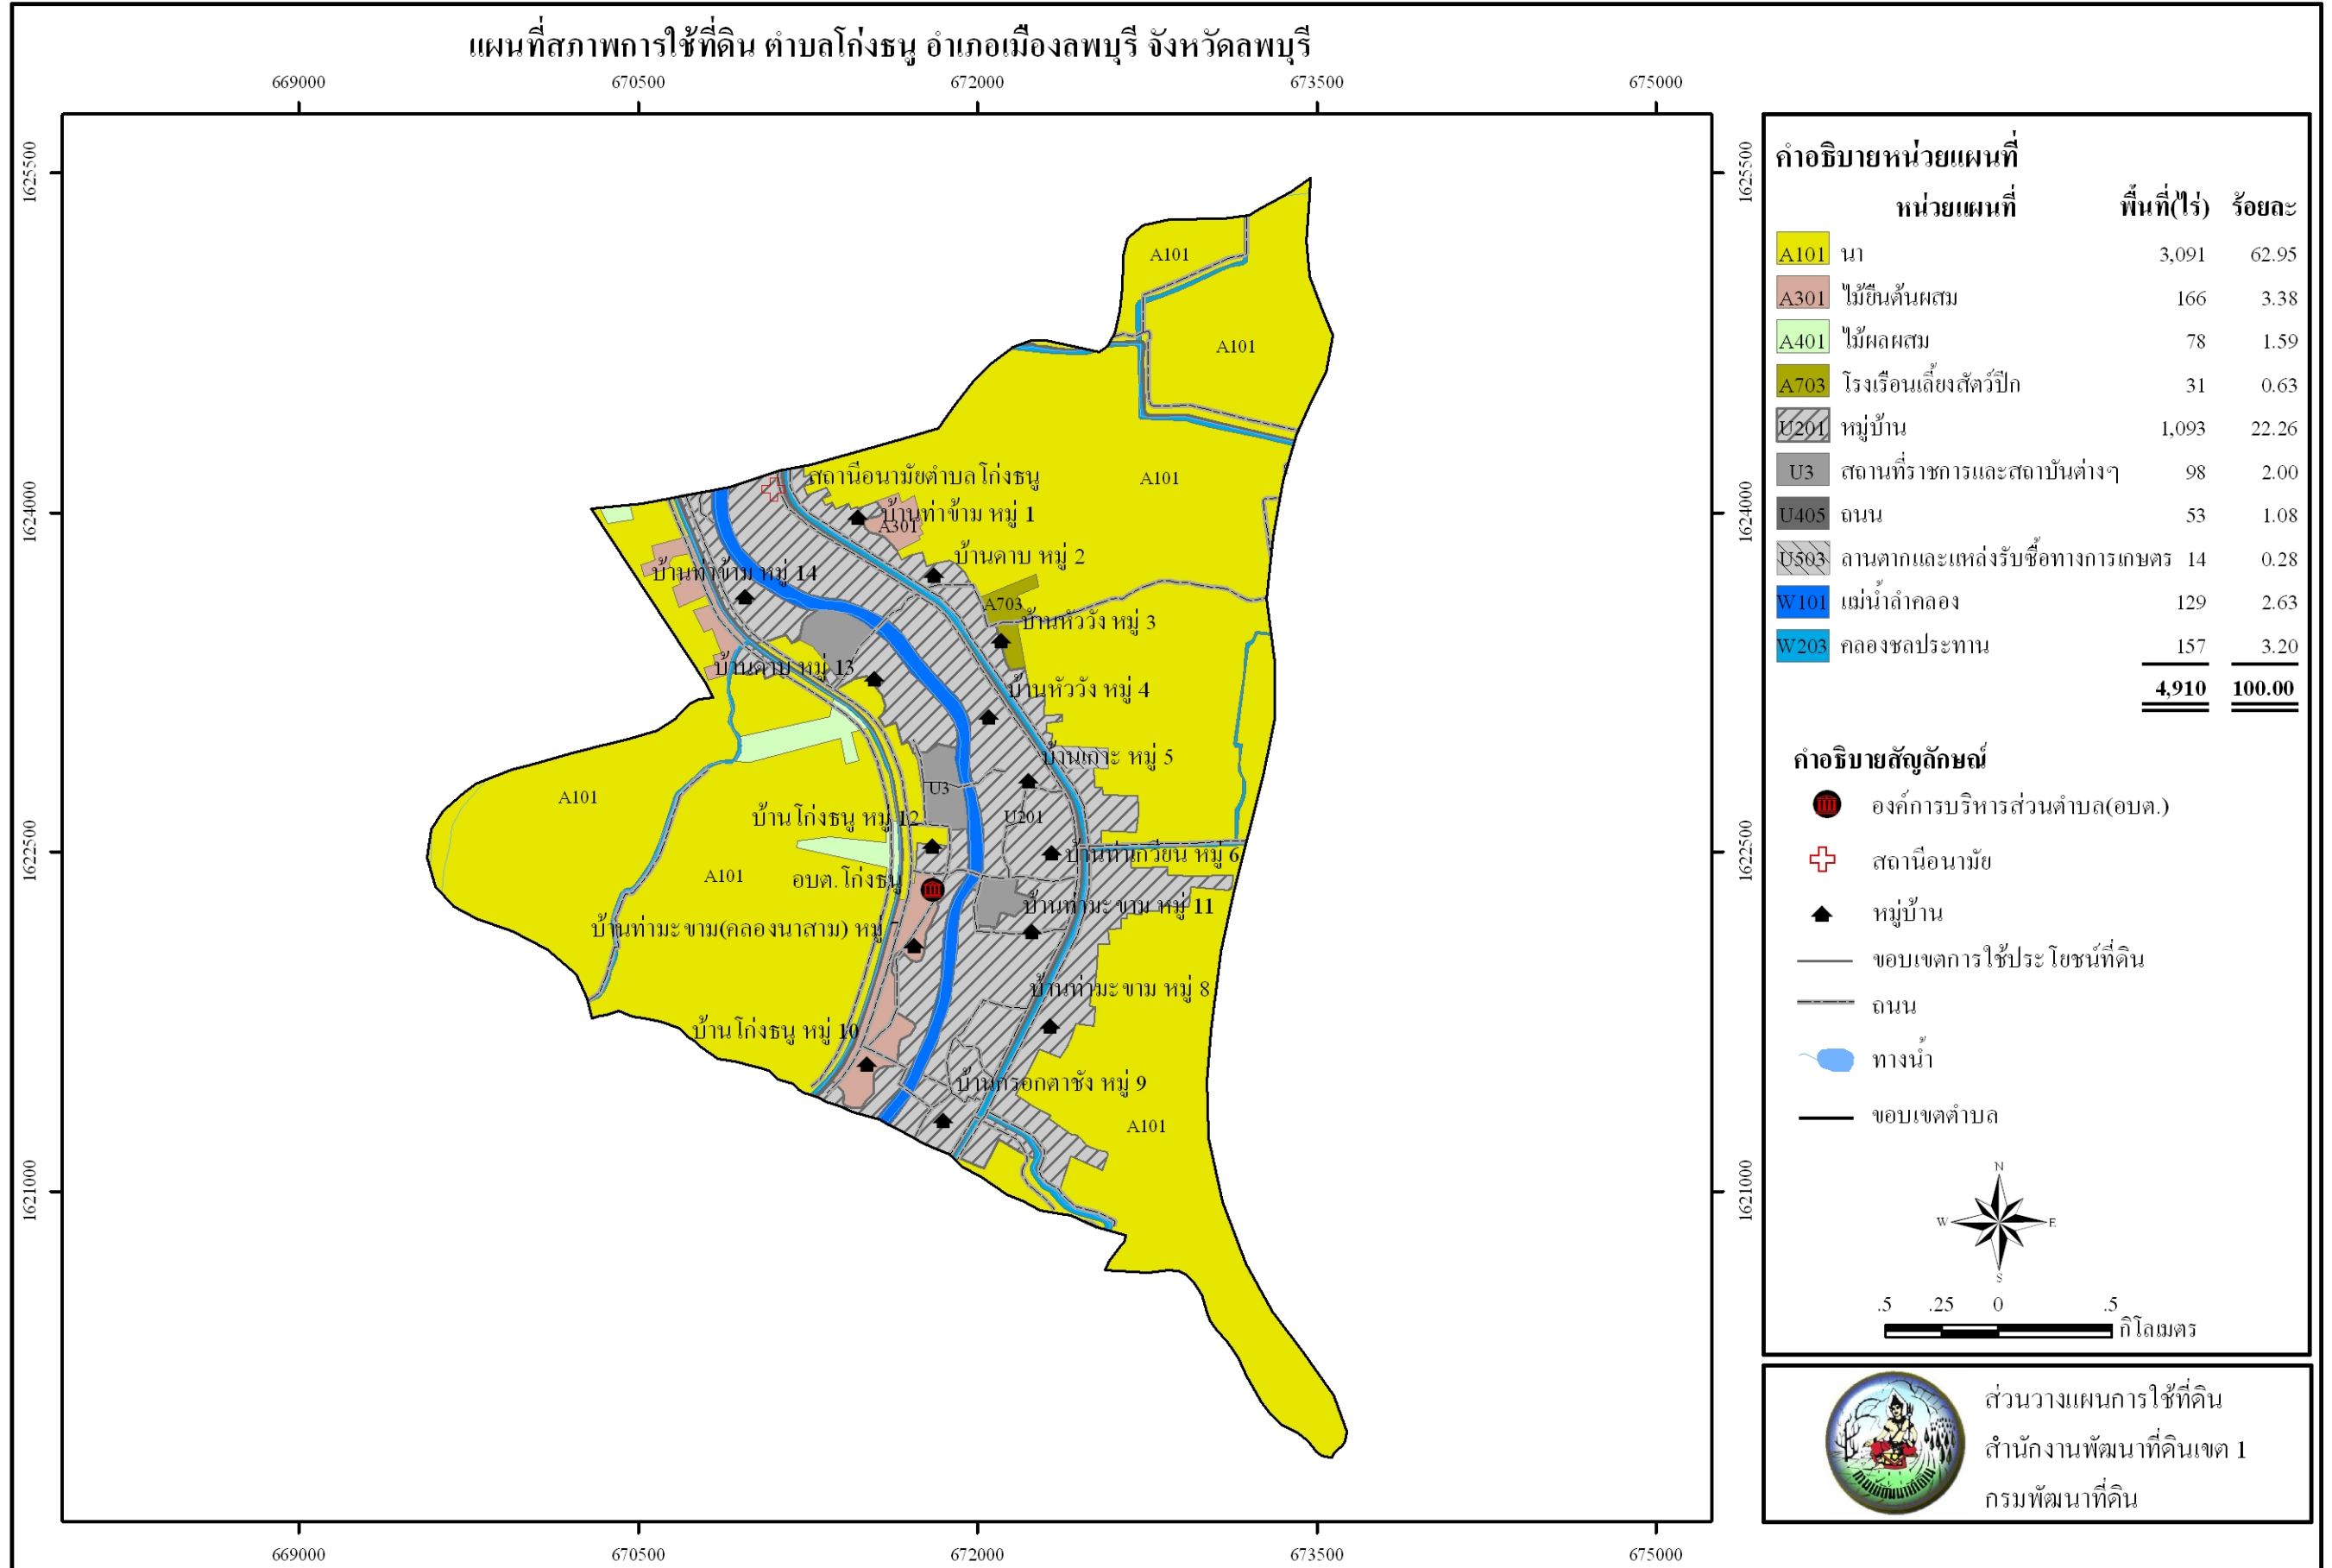 แผนที่สภาพการใช้ที่ดิน ตำบลโก่งธนู อำเภอเมืองลพบุรี จังหวัดลพบุรี
669000 670500 672000 673500 675000
1625500 1625500
1624000 1624000
1622500 1622500
1621000 1621000
A101
A101
A101
สถานีอนามัยตำบลโก่งธนู
บ้านท่าข้าม หมู่ 1
A301
บ้านดาบ หมู่ 2
บ้านท่าข้าม หมู่ 14
A703
บ้านหัววัง หมู่ 3
บ้านดาบ หมู่ 13
บ้านหัววัง หมู่ 4
บ้านเกาะ หมู่ 5
U3
A101
บ้านโก่งธนู หมู่ 12
U201
บ้านท่าเกวียน หมู่ 6
A101
อบต.โก่งธนู
บ้านท่ามะขาม หมู่ 11
บ้านท่ามะขาม(คลองนาสาม) หมู่
บ้านท่ามะขาม หมู่ 8
บ้านโก่งธนู หมู่ 10
บ้านกรอกตาชัง หมู่ 9
A101
669000 670500 672000 673500 675000
คำอธิบายหน่วยแผนที่
หน่วยแผนที่ พื้นที่(ไร่) ร้อยละ
A101 นา 3,091 62.95
A301 ไม้ยืนต้นผสม 166 3.38
A401 ไม้ผลผสม 78 1.59
A703 โรงเรือนเลี้ยงสัตว์ปีก 31 0.63
U201 หมู่บ้าน 1,093 22.26
U3 สถานที่ราชการและสถาบันต่างๆ 98 2.00
U405 ถนน 53 1.08
U503 ลานตากและแหล่งรับซื้อทางการเกษตร 14 0.28
W101 แม่น้ำลำคลอง 129 2.63
W203 คลองชลประทาน 157 3.20
4,910 100.00
คำอธิบายสัญลักษณ์
องค์การบริหารส่วนตำบล(อบต.)
สถานีอนามัย
หมู่บ้าน
ขอบเขตการใช้ประโยชน์ที่ดิน
ถนน
ทางน้ำ
ขอบเขตตำบล
N
W E
S
.5 .25 0 .5
กิโลเมตร
ส่วนวางแผนการใช้ที่ดิน
สำนักงานพัฒนาที่ดินเขต 1
กรมพัฒนาที่ดิน
กรมพัฒนาที่ดิน